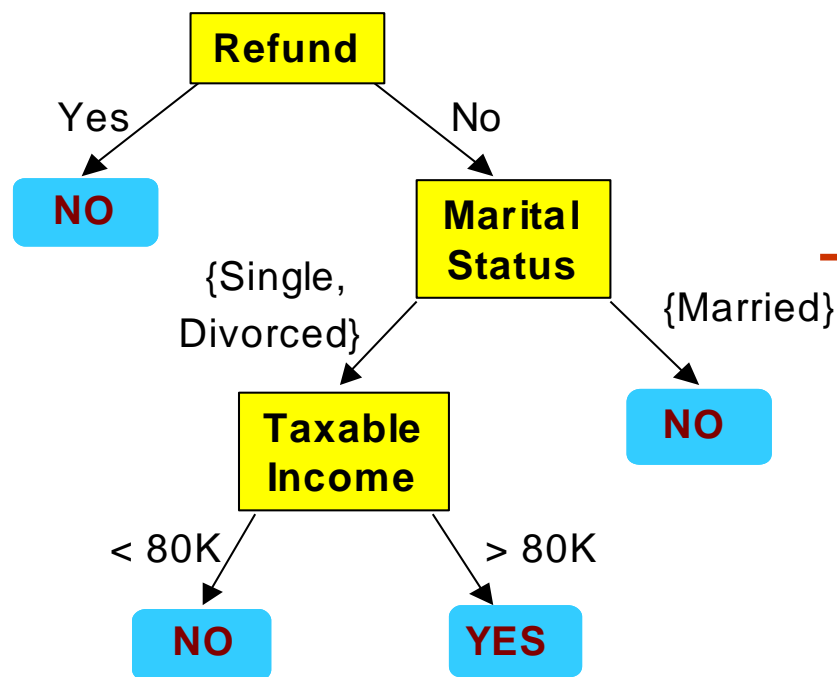 Refund
Yes
No
NO
Marital
Status
{Single,
Divorced}
{Married}
Taxable
Income
NO
< 80K
> 80K
NO
YES